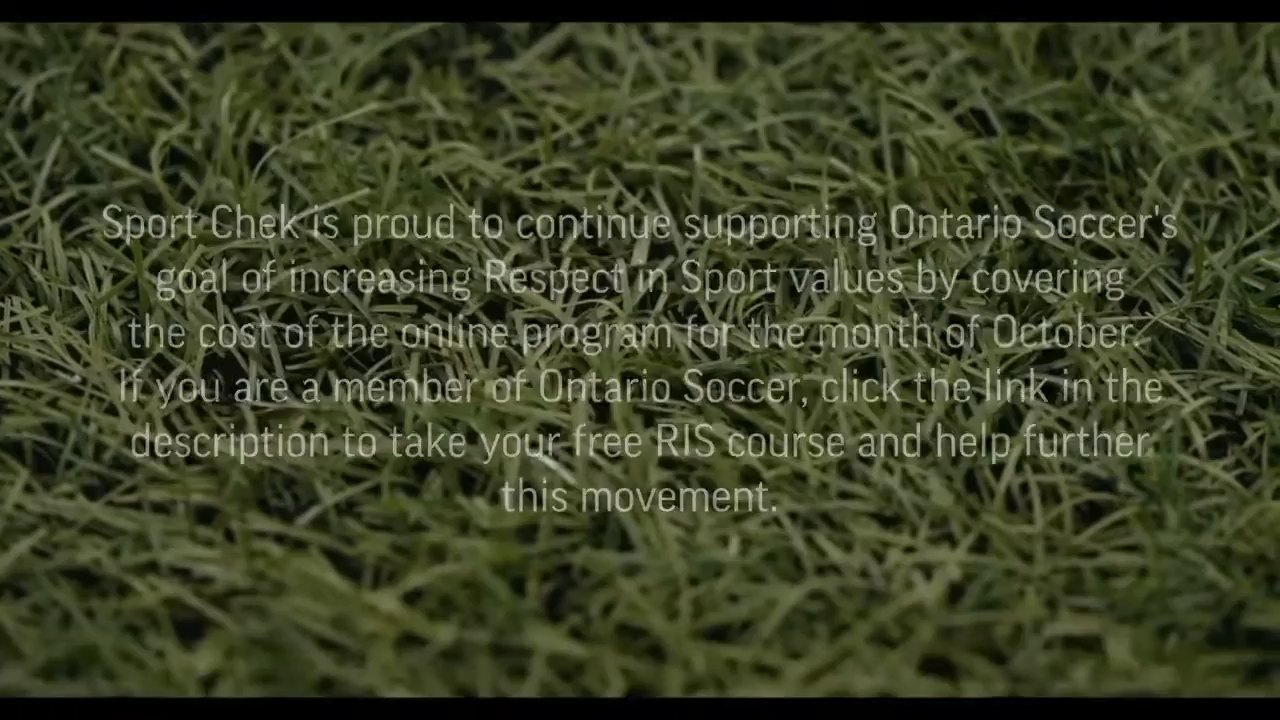 Sport Chek is proud to continue supporting Ontario Soccer's
goal of increasing Respect in Sport values by covering
the cost of the online program for the month of October.
If you are a member of Ontario Soccer, click the link in the
description to take your free RIS course and help further
this movement.